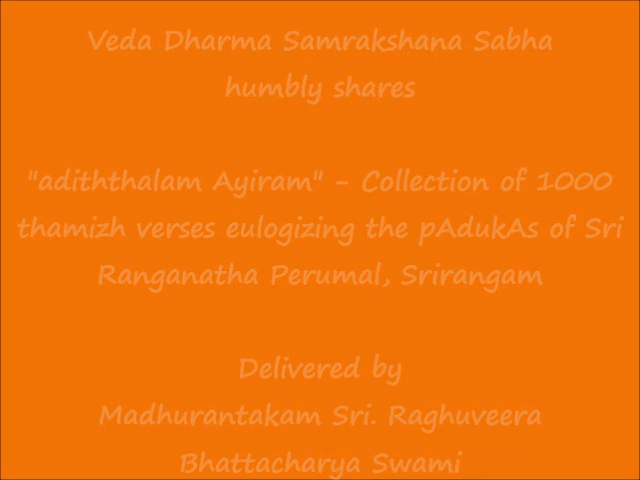 Veda Dharma Samrakshana Sabha
humbly shares
"adiththalam Ayiram" - Collection of 1000
thamizh verses eulogizing the pAdukAs of Sri
Ranganatha Perumal, Srirangam
Delivered by
Madhurantakam Sri. Raghuveera
Bhattacharya Swami